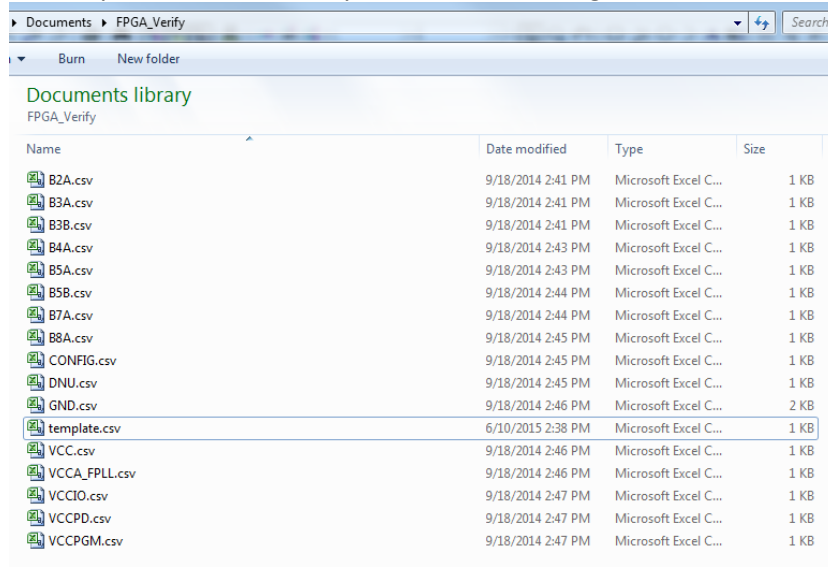 Documents FPGA_Verify Search
Burn New folder
Documents library
FPGA_Verify
Name Date modified Type Size
B2A.csv 9/18/2014 2:41 PM Microsoft Excel C... 1 KB
B3A.csv 9/18/2014 2:41 PM Microsoft Excel C... 1 KB
B3B.csv 9/18/2014 2:41 PM Microsoft Excel C... 1 KB
B4A.csv 9/18/2014 2:43 PM Microsoft Excel C... 1 KB
B5A.csv 9/18/2014 2:43 PM Microsoft Excel C... 1 KB
B5B.csv 9/18/2014 2:44 PM Microsoft Excel C... 1 KB
B7A.csv 9/18/2014 2:44 PM Microsoft Excel C... 1 KB
B8A.csv 9/18/2014 2:45 PM Microsoft Excel C... 1 KB
CONFIG.csv 9/18/2014 2:45 PM Microsoft Excel C... 1 KB
DNU.csv 9/18/2014 2:45 PM Microsoft Excel C... 1 KB
GND.csv 9/18/2014 2:46 PM Microsoft Excel C... 2 KB
template.csv 6/10/2015 2:38 PM Microsoft Excel C... 1 KB
VCC.csv 9/18/2014 2:46 PM Microsoft Excel C... 1 KB
VCCA_FPLL.csv 9/18/2014 2:46 PM Microsoft Excel C... 1 KB
VCCIO.csv 9/18/2014 2:47 PM Microsoft Excel C... 1 KB
VCCPD.csv 9/18/2014 2:47 PM Microsoft Excel C... 1 KB
VCCPGM.csv 9/18/2014 2:47 PM Microsoft Excel C... 1 KB